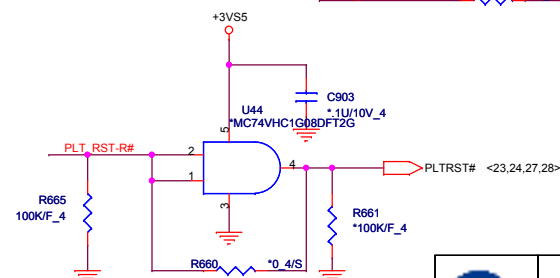 +3VS5
C903
*.1U/10V_4
U44
*MC74VHC1G08DFT2G
5
PLT_RST-R#
2
1
4
3
PLTRST# <23,24,27,28>
R665
100K/F_4
R661
*100K/F_4
R660 *0_4/S